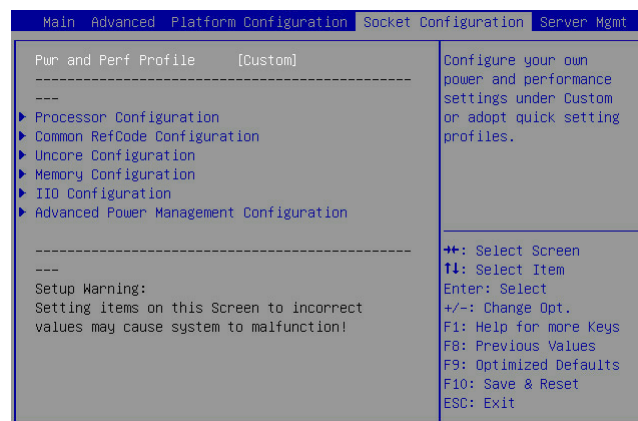 Main Advanced Platform Configuration Socket Configuration Server Mgmt
Pwr and Perf Profile [Custom]
--------------------------------------------------
---
Processor Configuration
Common RefCode Configuration
Uncore Configuration
Memory Configuration
IIO Configuration
Advanced Power Management Configuration
--------------------------------------------------
---
Setup Warning:
Setting items on this Screen to incorrect
values may cause system to malfunction!
Configure your own
power and performance
settings under Custom
or adopt quick setting
profiles.
→←: Select Screen
↑↓: Select Item
Enter: Select
+/-: Change Opt.
F1: Help for more Keys
F8: Previous Values
F9: Optimized Defaults
F10: Save & Reset
ESC: Exit